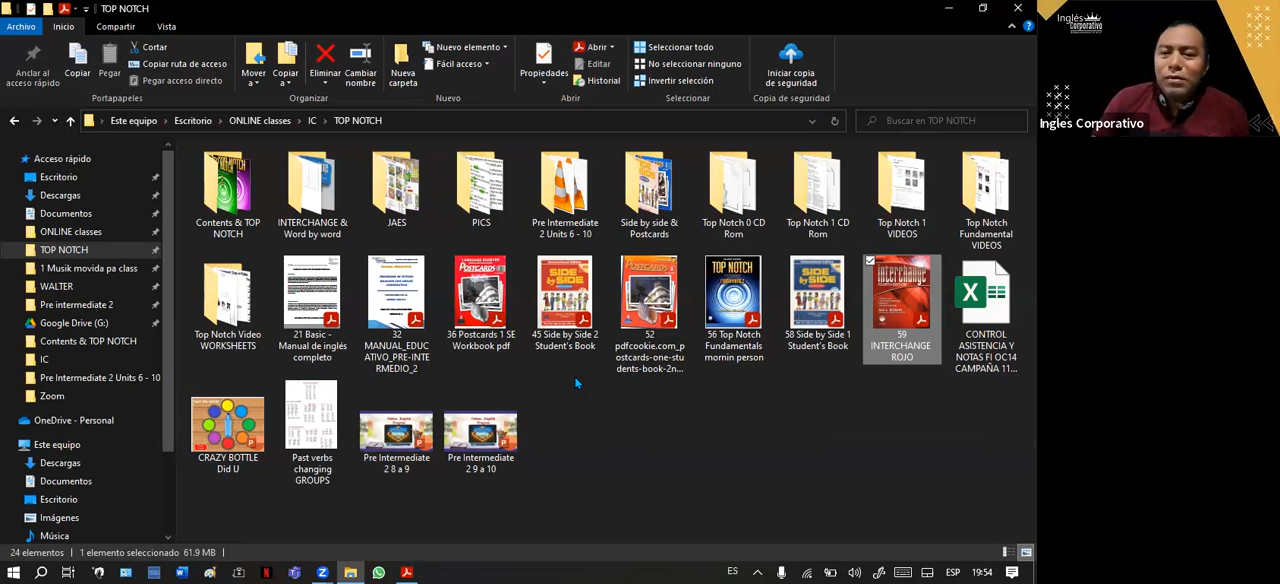 TOP NOTCH
Archivo Inicio Compartir Vista
Anclar al acceso rápido
Copiar
Pegar
Cortar
Copiar ruta de acceso
Pegar acceso directo
Portapapeles
Mover a
Copiar a
Eliminar
Cambiar nombre
Organizar
Nueva carpeta
Nuevo elemento
Fácil acceso
Nuevo
Propiedades
Abrir
Editar
Historial
Abrir
Seleccionar todo
No seleccionar ninguno
Invertir selección
Seleccionar
Iniciar copia de seguridad
Copia de seguridad
Este equipo > Escritorio > ONLINE classes > IC > TOP NOTCH
Buscar en TOP NOTCH
Acceso rápido
Escritorio
Descargas
Documentos
ONLINE classes
TOP NOTCH
1 Musik movida pa class
WALTER
Pre intermediate 2
Google Drive (G:)
Contents & TOP NOTCH
IC
Pre Intermediate 2 Units 6 - 10
Zoom
OneDrive - Personal
Este equipo
Descargas
Documentos
Escritorio
Imágenes
Música
Contents & TOP NOTCH
INTERCHANGE & Word by word
JAES
PICS
Pre Intermediate 2 Units 6 - 10
Side by side & Postcards
Top Notch 0 CD Rom
Top Notch 1 CD Rom
Top Notch 1 VIDEOS
Top Notch Fundamental VIDEOS
Top Notch Video WORKSHEETS
21 Basic - Manual de inglés completo
32 MANUAL_EDUCATIVO_PRE-INTERMEDIO_2
36 Postcards 1 SE Workbook pdf
45 Side by Side 2 Student's Book
52 pdfcookie.com_postcards-one-students-book-2n...
56 Top Notch Fundamentals mornin person
58 Side by Side 1 Student's Book
59 INTERCHANGE ROJO
CONTROL ASISTENCIA Y NOTAS FI OC14 CAMPAÑA 11...
CRAZY BOTTLE Did U
Past verbs changing GROUPS
Pre Intermediate 2 8 a 9
Pre Intermediate 2 9 a 10
24 elementos 1 elemento seleccionado 61.9 MB
ES
ESP
19:54
Inglés Corporativo
Ingles Corporativo